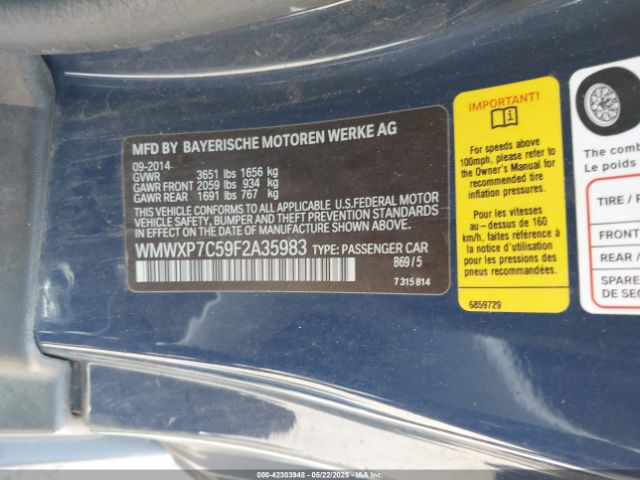 MFD BY BAYERISCHE MOTOREN WERKE AG
09-2014
GVWR 3651 lbs 1656 kg
GAWR FRONT 2059 lbs 934 kg
GAWR REAR 1691 lbs 767 kg
THIS VEHICLE CONFORMS TO ALL APPLICABLE U.S.FEDERAL MOTOR
VEHICLE SAFETY, BUMPER AND THEFT PREVENTION STANDARDS
IN EFFECT ON THE DATE OF MANUFACTURE SHOWN ABOVE.
WMWXP7C59F2A35983 TYPE: PASSENGER CAR
B69/5
7 315 814
IMPORTANT!
For speeds above
100mph, please refer to
the Owner's Manual for
recommended tire
inflation pressures.
Pour les vitesses
au-dessus de 160
km/h, faites référence à
la notice d'utilisation
pour les pressions des
pneus recommendées.
6859729
The comb
Le poids
TIRE / P
FRONT
REAR /
SPARE
DE SEC
000-42303948 - 05/22/2025 - COPYRIGHT IAA, LLC.